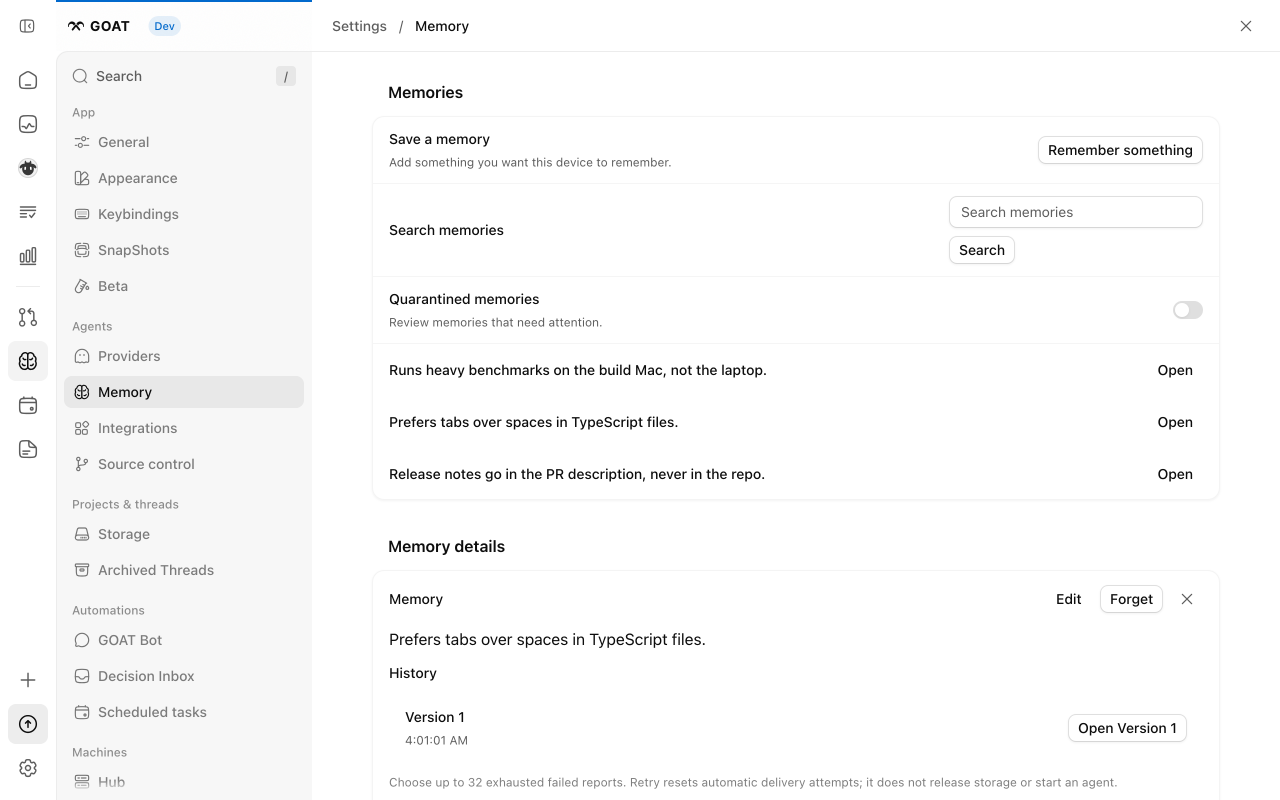 GOAT
Dev
Settings / Memory
Search
/
App
General
Appearance
Keybindings
SnapShots
Beta
Agents
Providers
Memory
Integrations
Source control
Projects & threads
Storage
Archived Threads
Automations
GOAT Bot
Decision Inbox
Scheduled tasks
Machines
Hub
Memories
Save a memory
Add something you want this device to remember.
Remember something
Search memories
Search memories
Search
Quarantined memories
Review memories that need attention.
Runs heavy benchmarks on the build Mac, not the laptop.
Open
Prefers tabs over spaces in TypeScript files.
Open
Release notes go in the PR description, never in the repo.
Open
Memory details
Memory
Edit
Forget
Prefers tabs over spaces in TypeScript files.
History
Version 1
4:01:01 AM
Open Version 1
Choose up to 32 exhausted failed reports. Retry resets automatic delivery attempts; it does not release storage or start an agent.